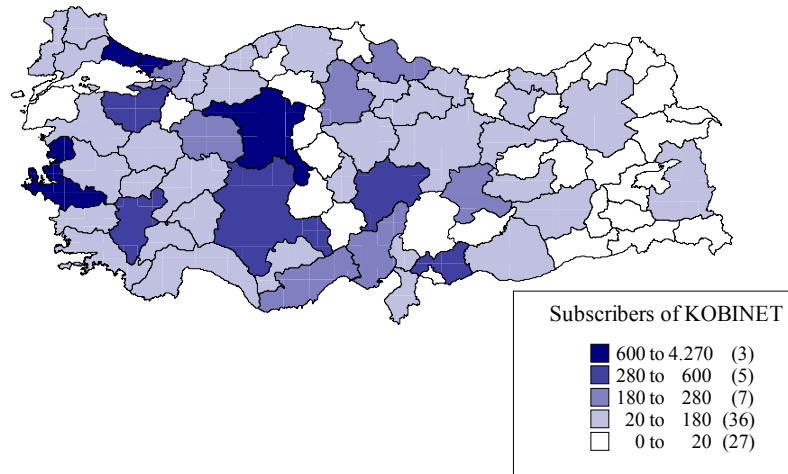 Subscribers of KOBINET
600 to 4.270 (3)
280 to 600 (5)
180 to 280 (7)
20 to 180 (36)
0 to 20 (27)